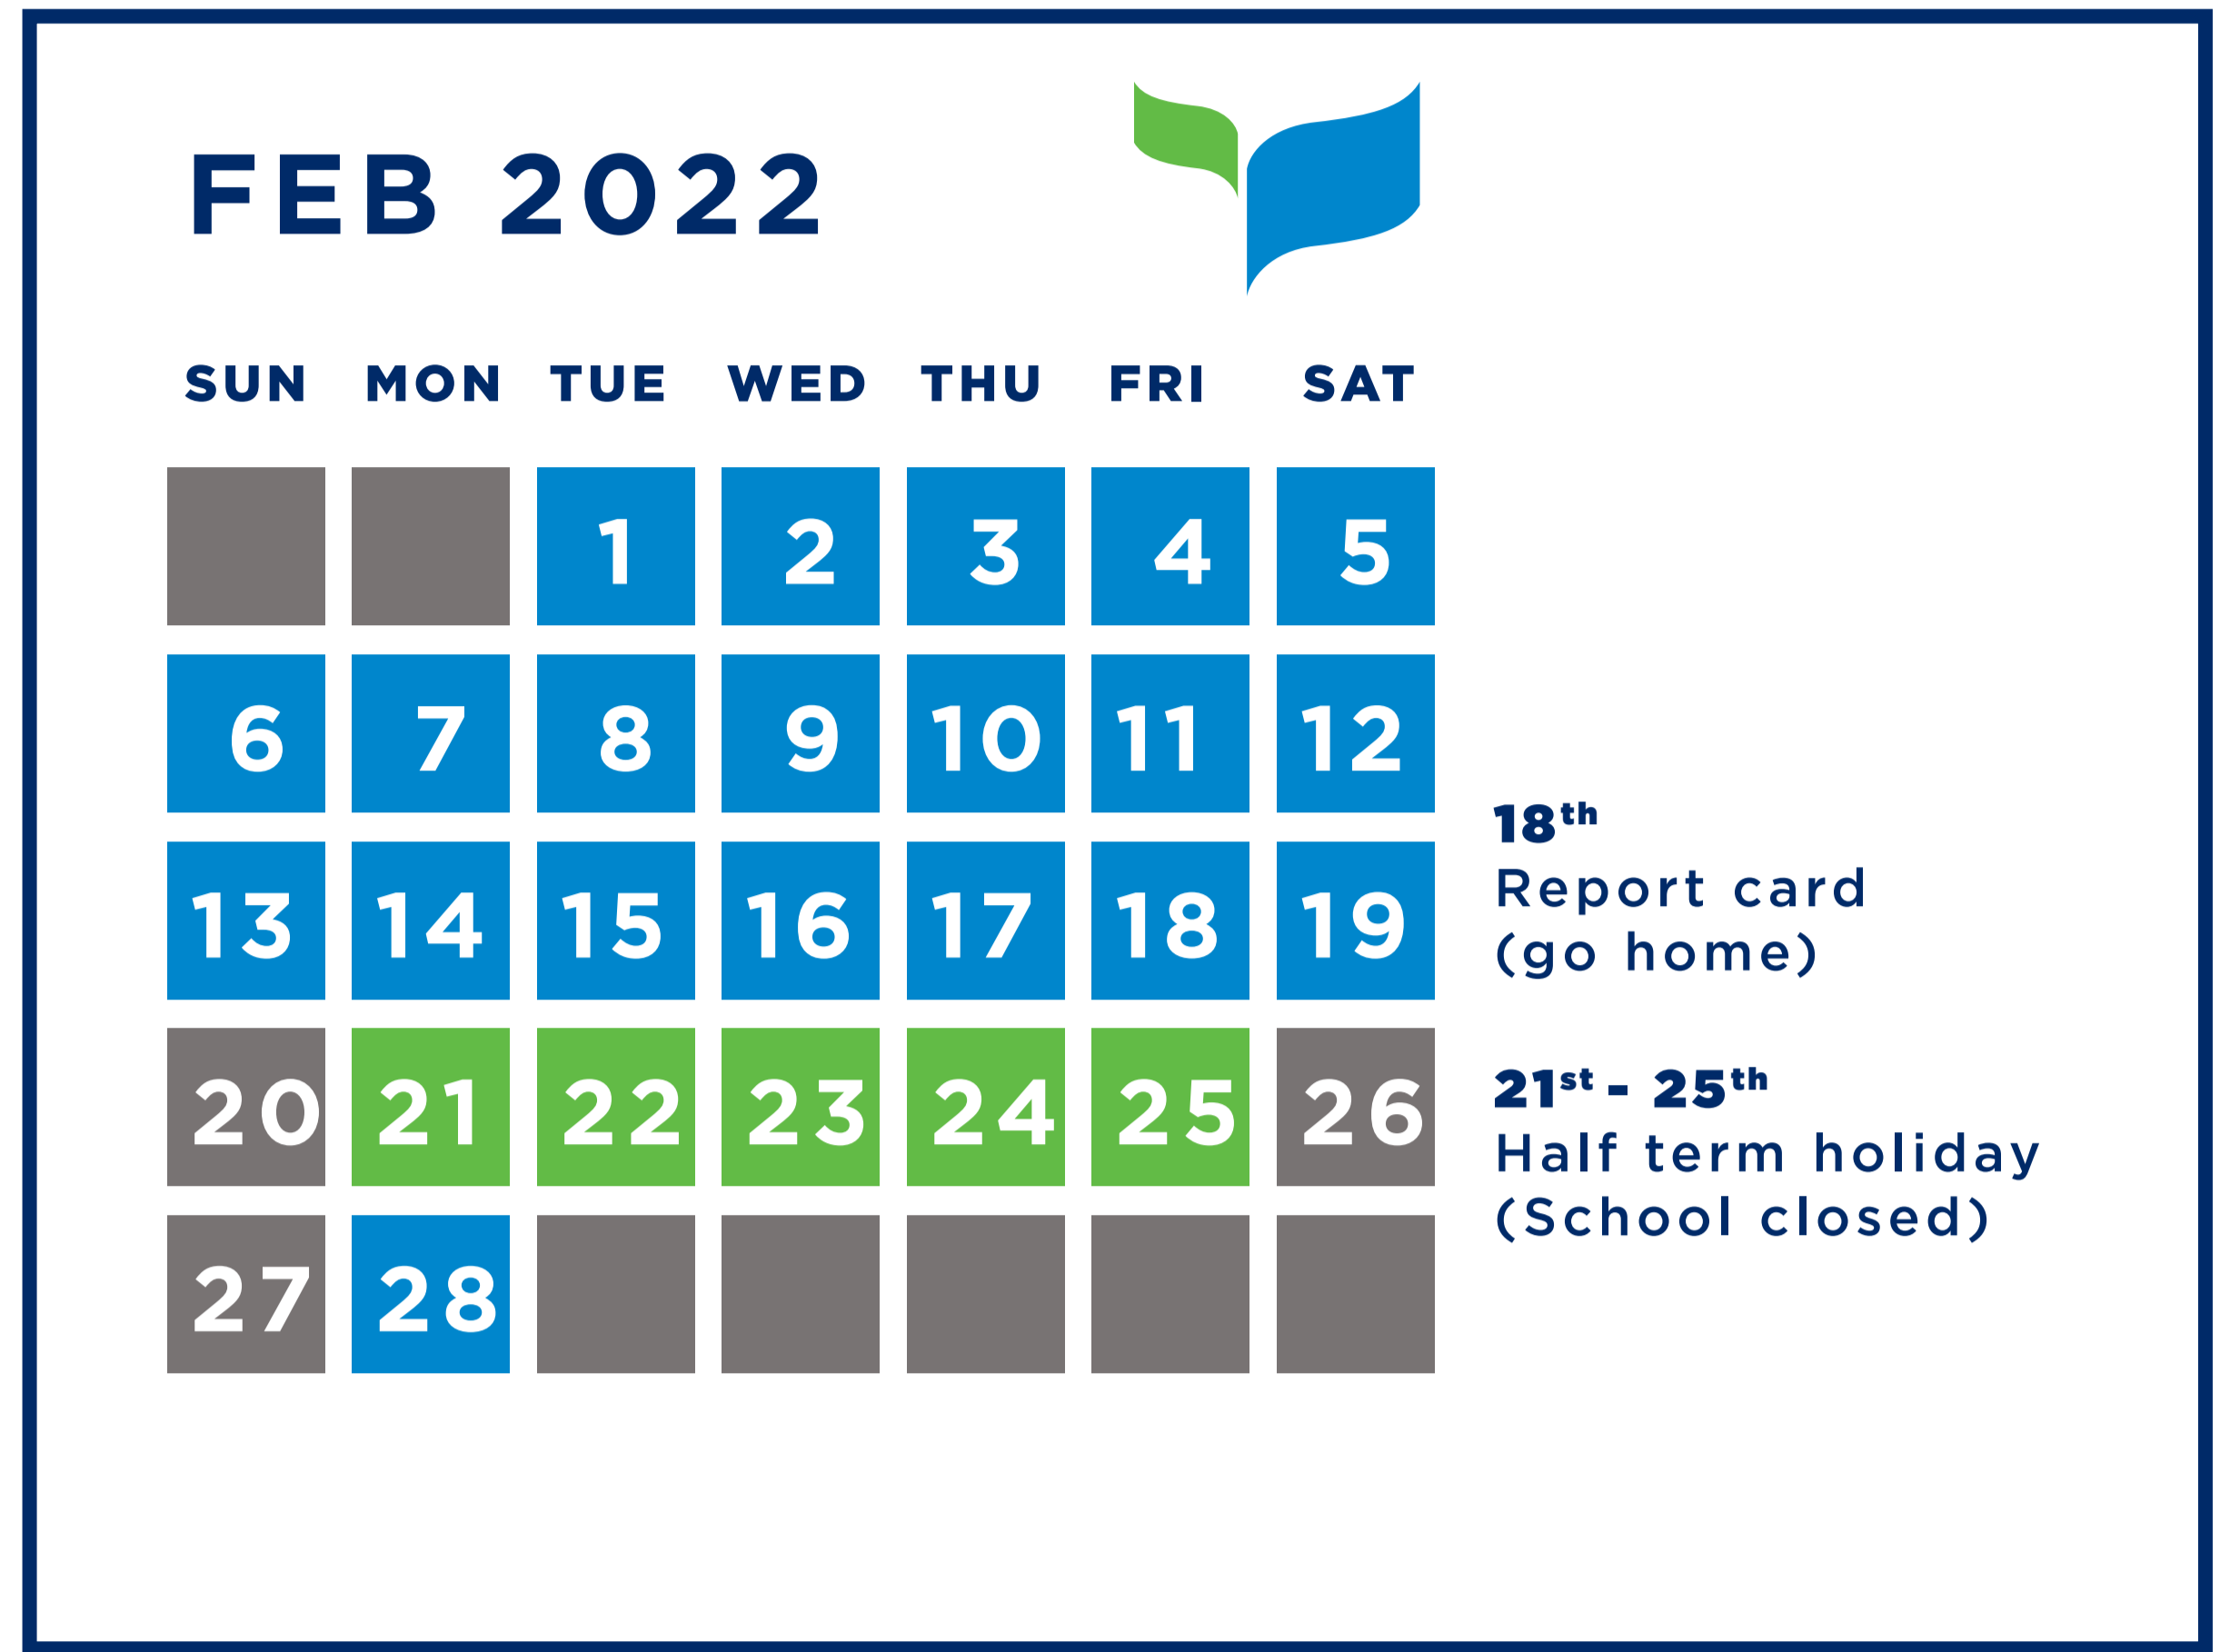 FEB 2022
SUN MON TUE WED THU FRI SAT
1 2 3 4 5
6 7 8 9 10 11 12
18th
Report card
(go home)
13 14 15 16 17 18 19
21st - 25th
Half term holiday
(School closed)
20 21 22 23 24 25 26
27 28